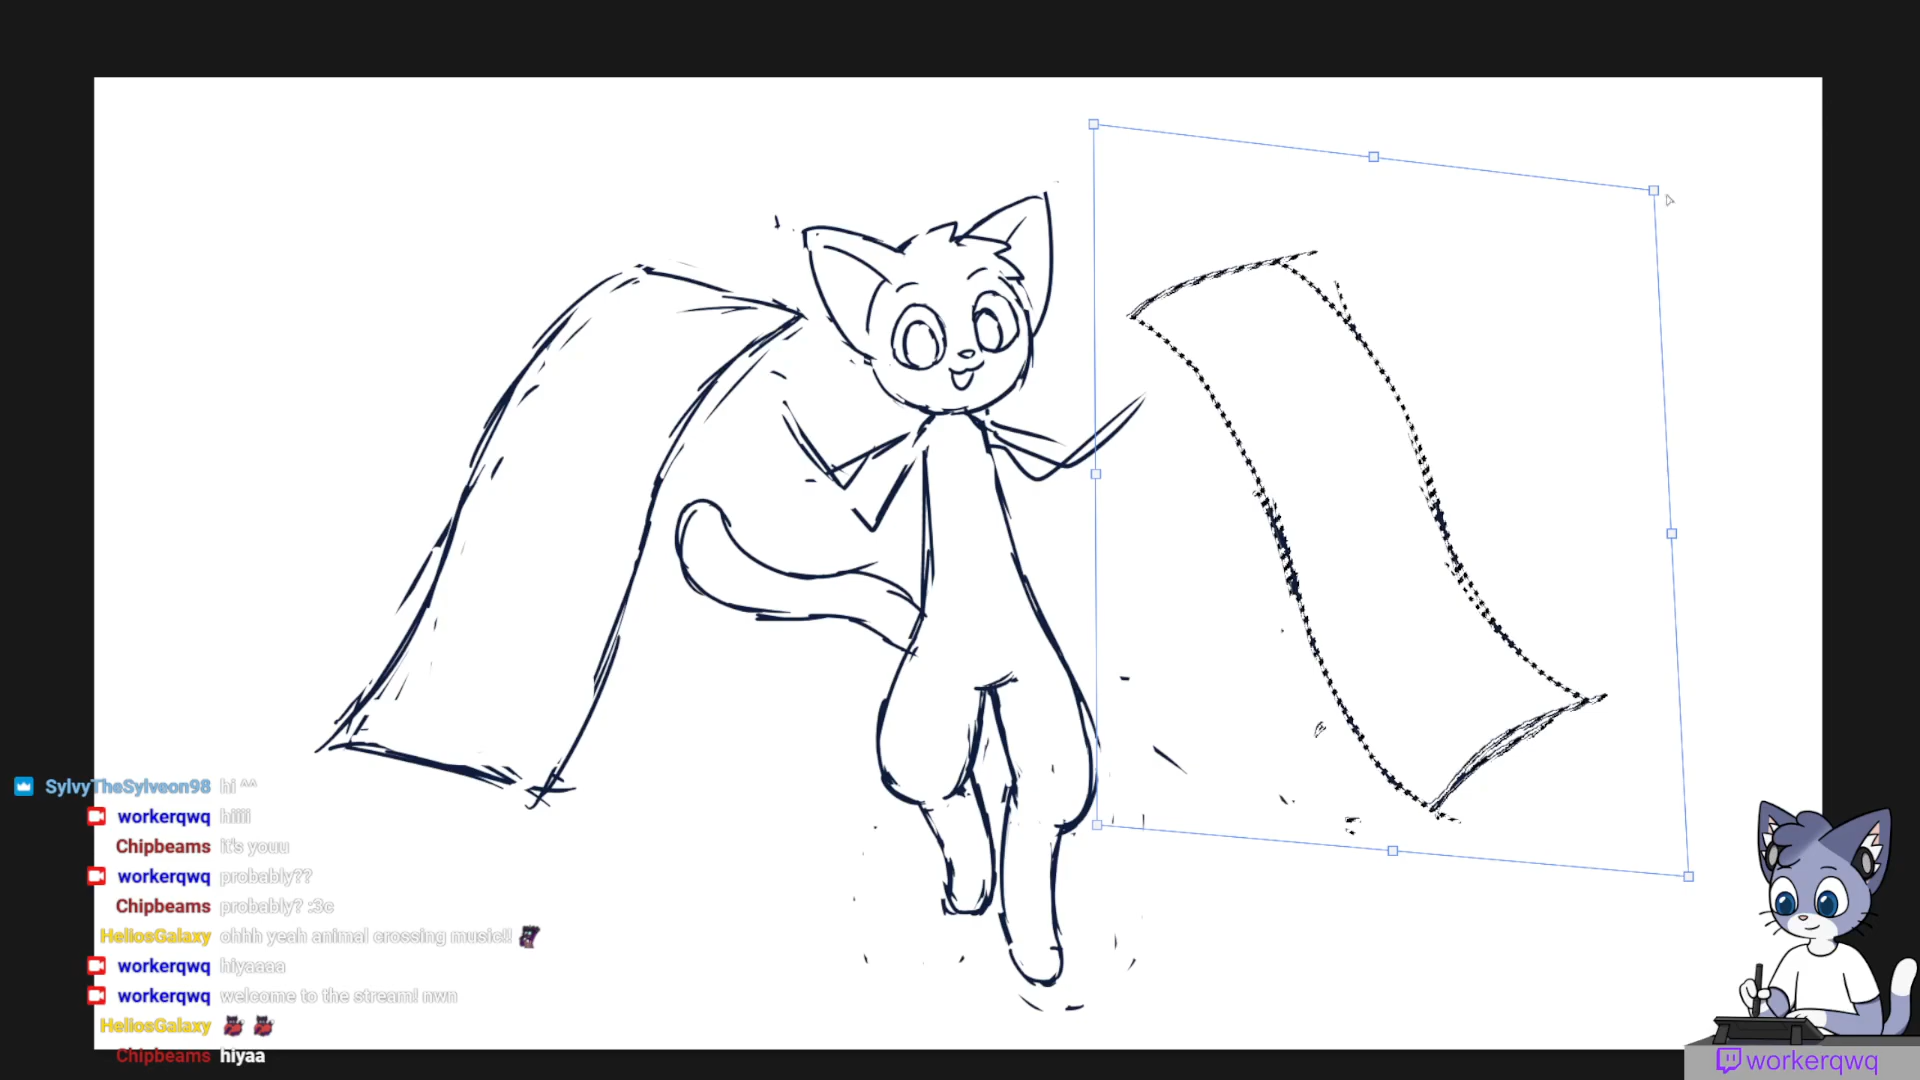 SylvyTheSylveon98 hi ^^
workerqwq hiiii
Chipbeams it's youu
workerqwq probably??
Chipbeams probably? :3c
HeliosGalaxy ohhh yeah animal crossing music!!
workerqwq hiyaaaa
workerqwq welcome to the stream! nwn
HeliosGalaxy
Chipbeams hiyaa
workerqwq